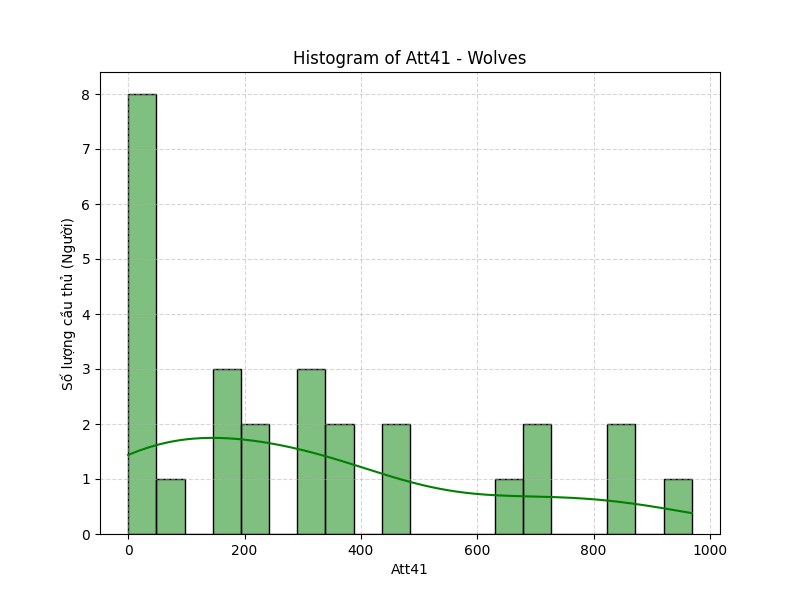 Histogram of Att41 - Wolves
Số lượng cầu thủ (Người)
8
7
6
5
4
3
2
1
0
0 200 400 600 800 1000
Att41